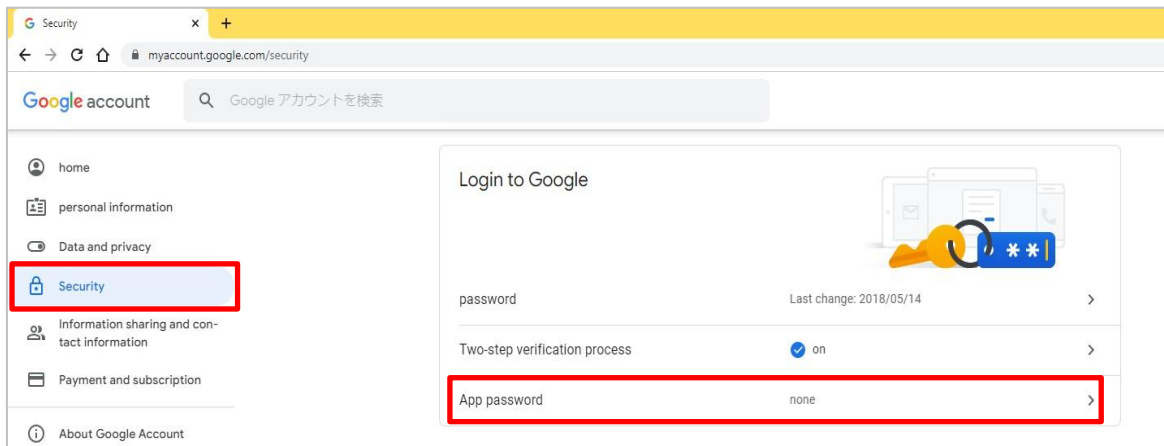 Security
myaccount.google.com/security
Google account
Google アカウントを検索
home
personal information
Data and privacy
Security
Information sharing and con-
tact information
Payment and subscription
About Google Account
Login to Google
**
password Last change: 2018/05/14
Two-step verification process on
App password none